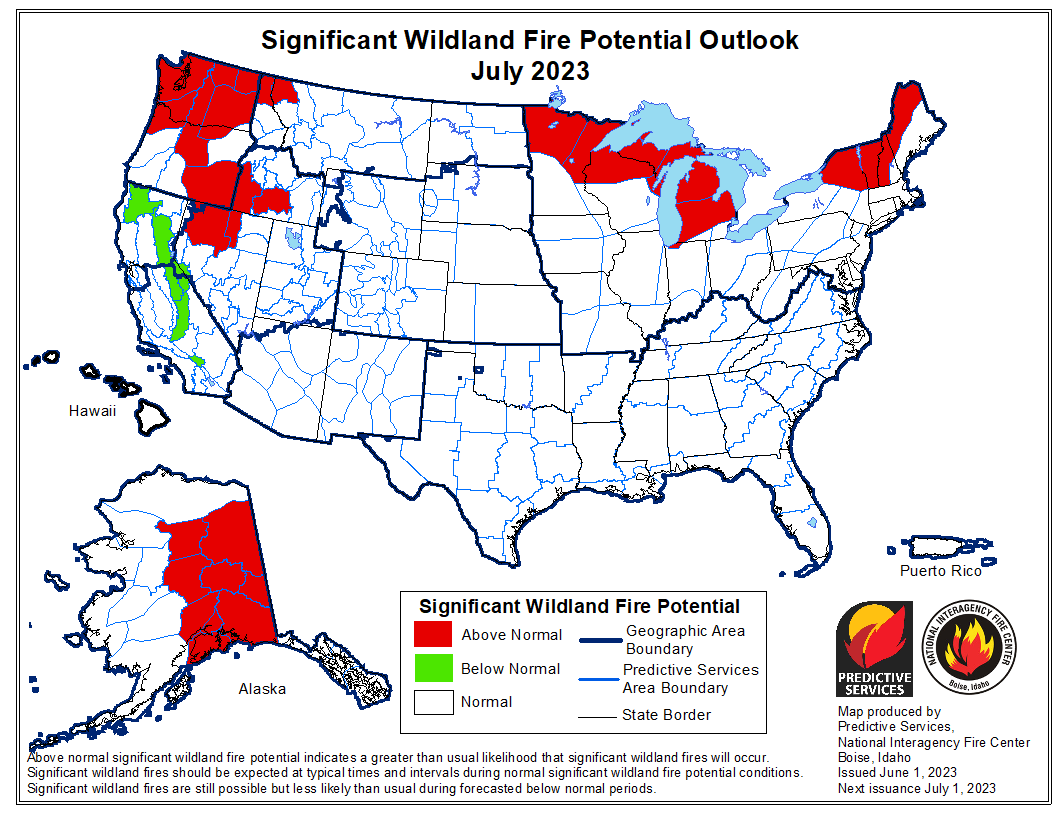 Significant Wildland Fire Potential Outlook
July 2023
Hawaii
Alaska
Puerto Rico
Significant Wildland Fire Potential
Above Normal
Below Normal
Normal
Geographic Area
Boundary
Predictive Services
Area Boundary
State Border
PREDICTIVE
SERVICES
NATIONAL INTERAGENCY FIRE CENTER
Boise, Idaho
Map produced by
Predictive Services,
National Interagency Fire Center
Boise, Idaho
Issued June 1, 2023
Next issuance July 1, 2023
Above normal significant wildland fire potential indicates a greater than usual likelihood that significant wildland fires will occur.
Significant wildland fires should be expected at typical times and intervals during normal significant wildland fire potential conditions.
Significant wildland fires are still possible but less likely than usual during forecasted below normal periods.